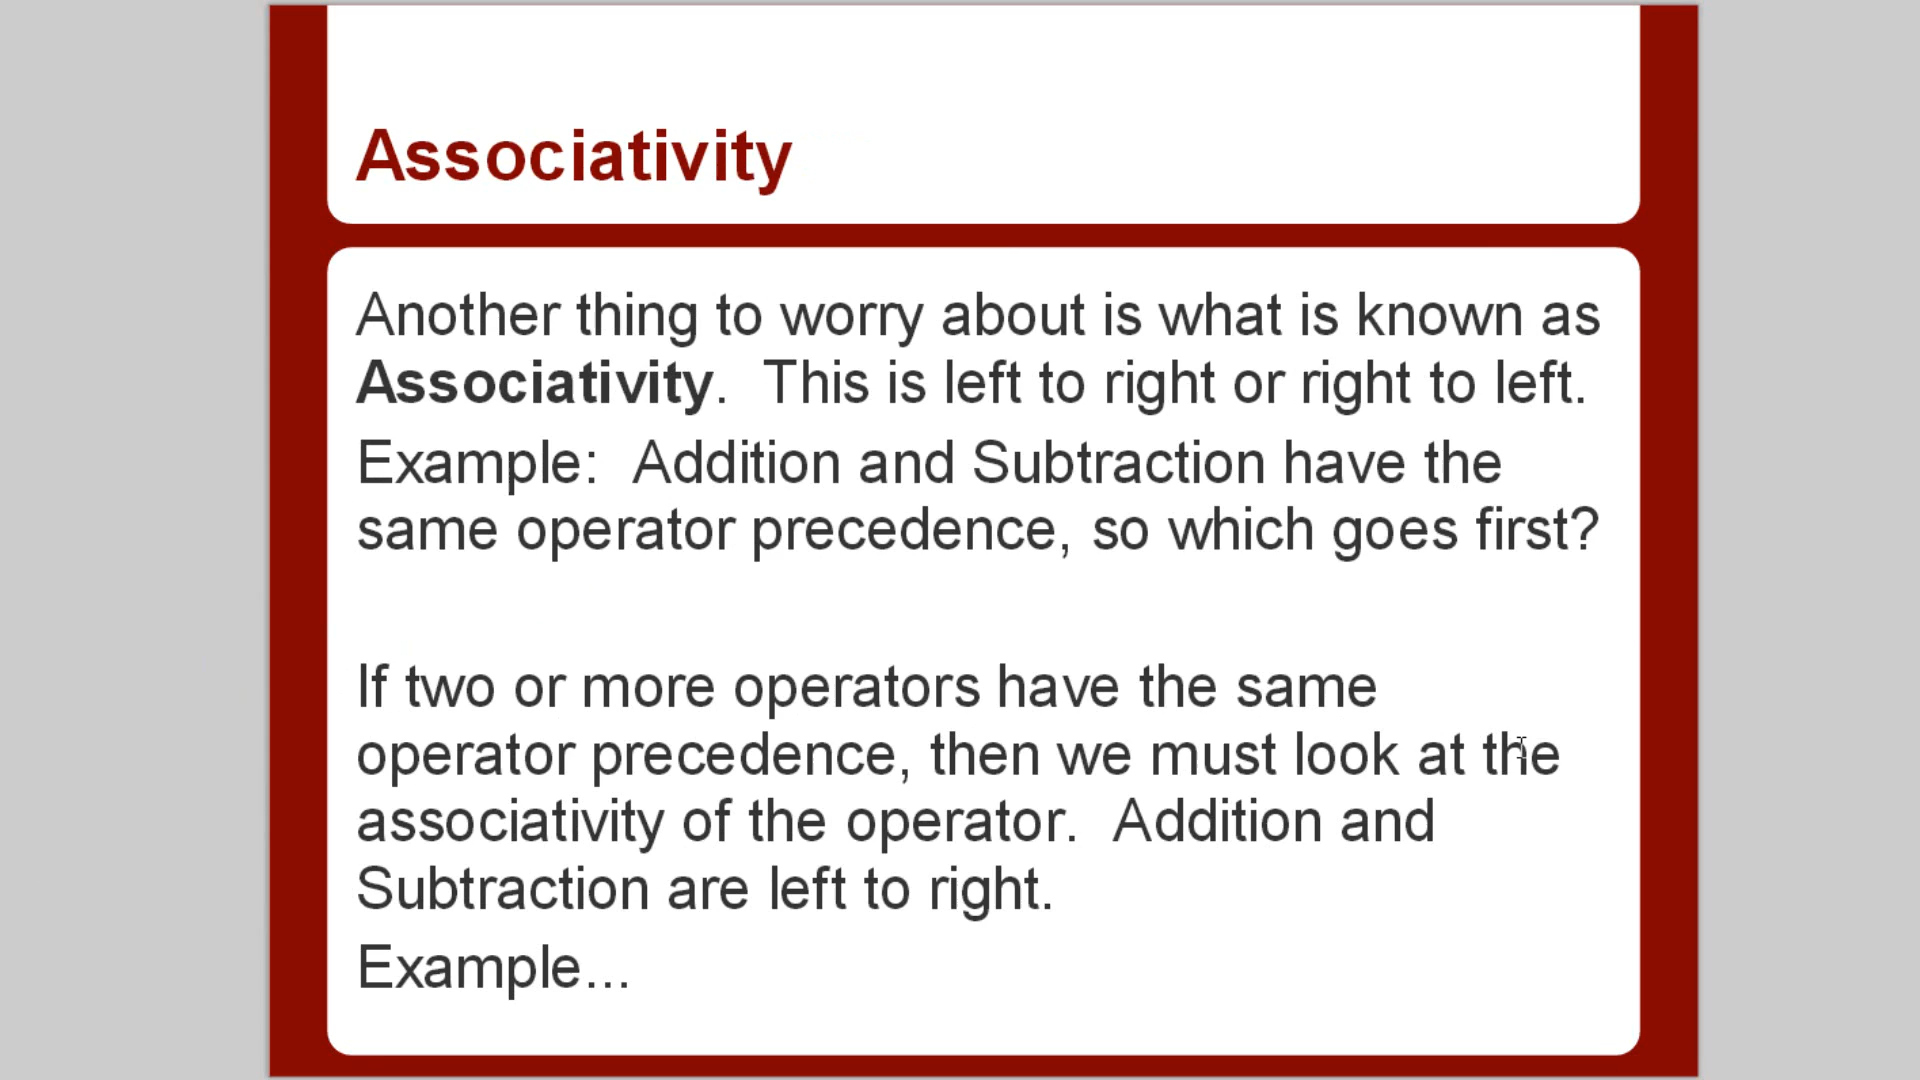 Associativity
Another thing to worry about is what is known as
Associativity.  This is left to right or right to left.
Example:  Addition and Subtraction have the
same operator precedence, so which goes first?
If two or more operators have the same
operator precedence, then we must look at the
associativity of the operator.  Addition and
Subtraction are left to right.
Example...